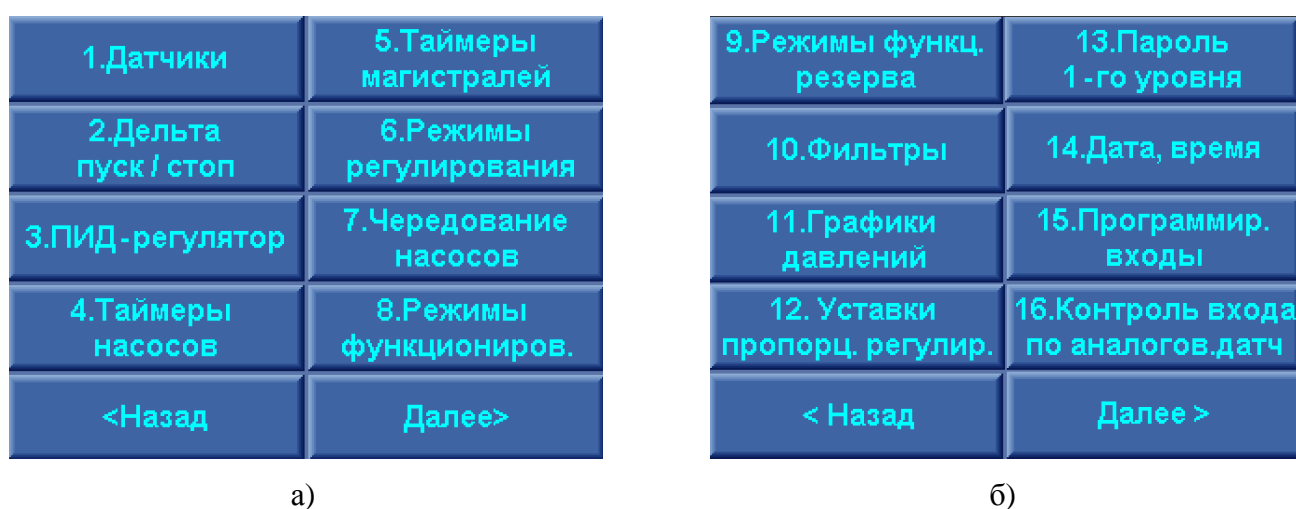 1.Датчики
5.Таймеры
магистралей
2.Дельта
пуск / стоп
6.Режимы
регулирования
3.ПИД-регулятор
7.Чередование
насосов
4.Таймеры
насосов
8.Режимы
функциониров.
<Назад
Далее>
а)
9.Режимы функц.
резерва
13.Пароль
1-го уровня
10.Фильтры
14.Дата, время
11.Графики
давлений
15.Программир.
входы
12. Уставки
пропорц. регулир.
16.Контроль входа
по аналогов.датч
< Назад
Далее >
б)